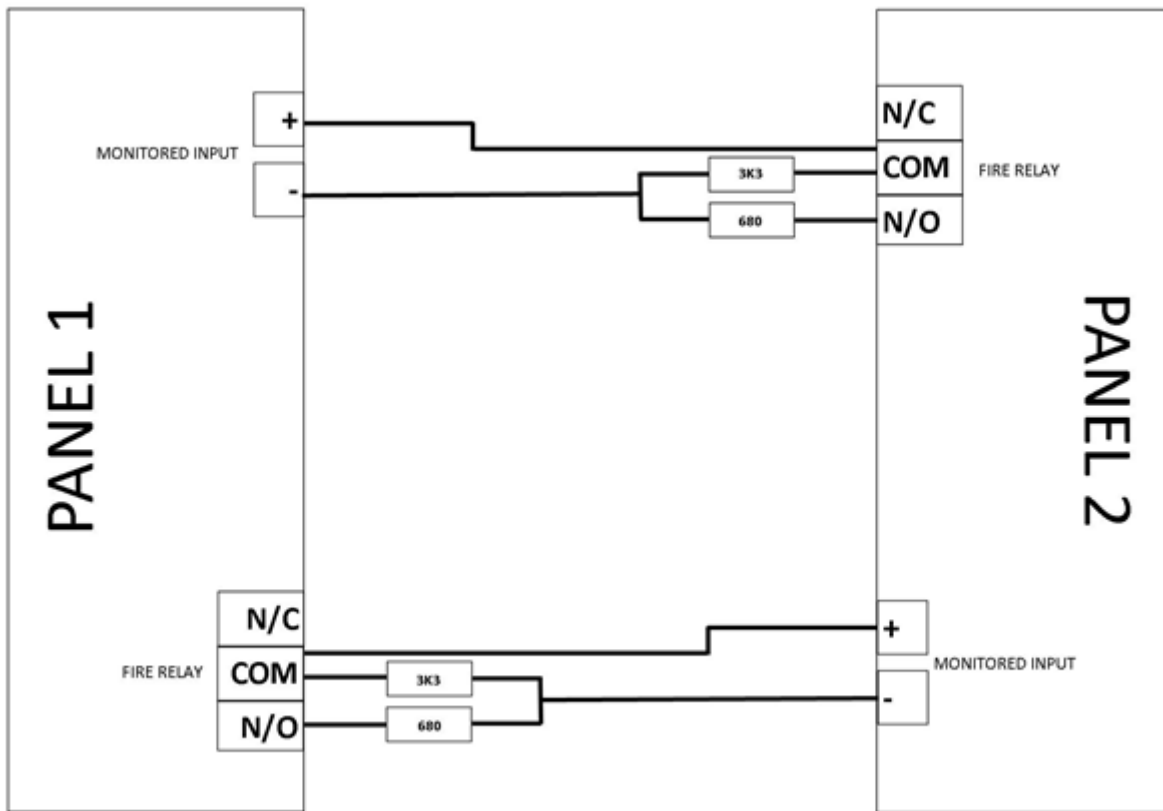 PANEL 1
MONITORED INPUT
+
-
3K3
680
N/C
COM
N/O
FIRE RELAY
PANEL 2
N/C
COM
N/O
FIRE RELAY
3K3
680
+
-
MONITORED INPUT